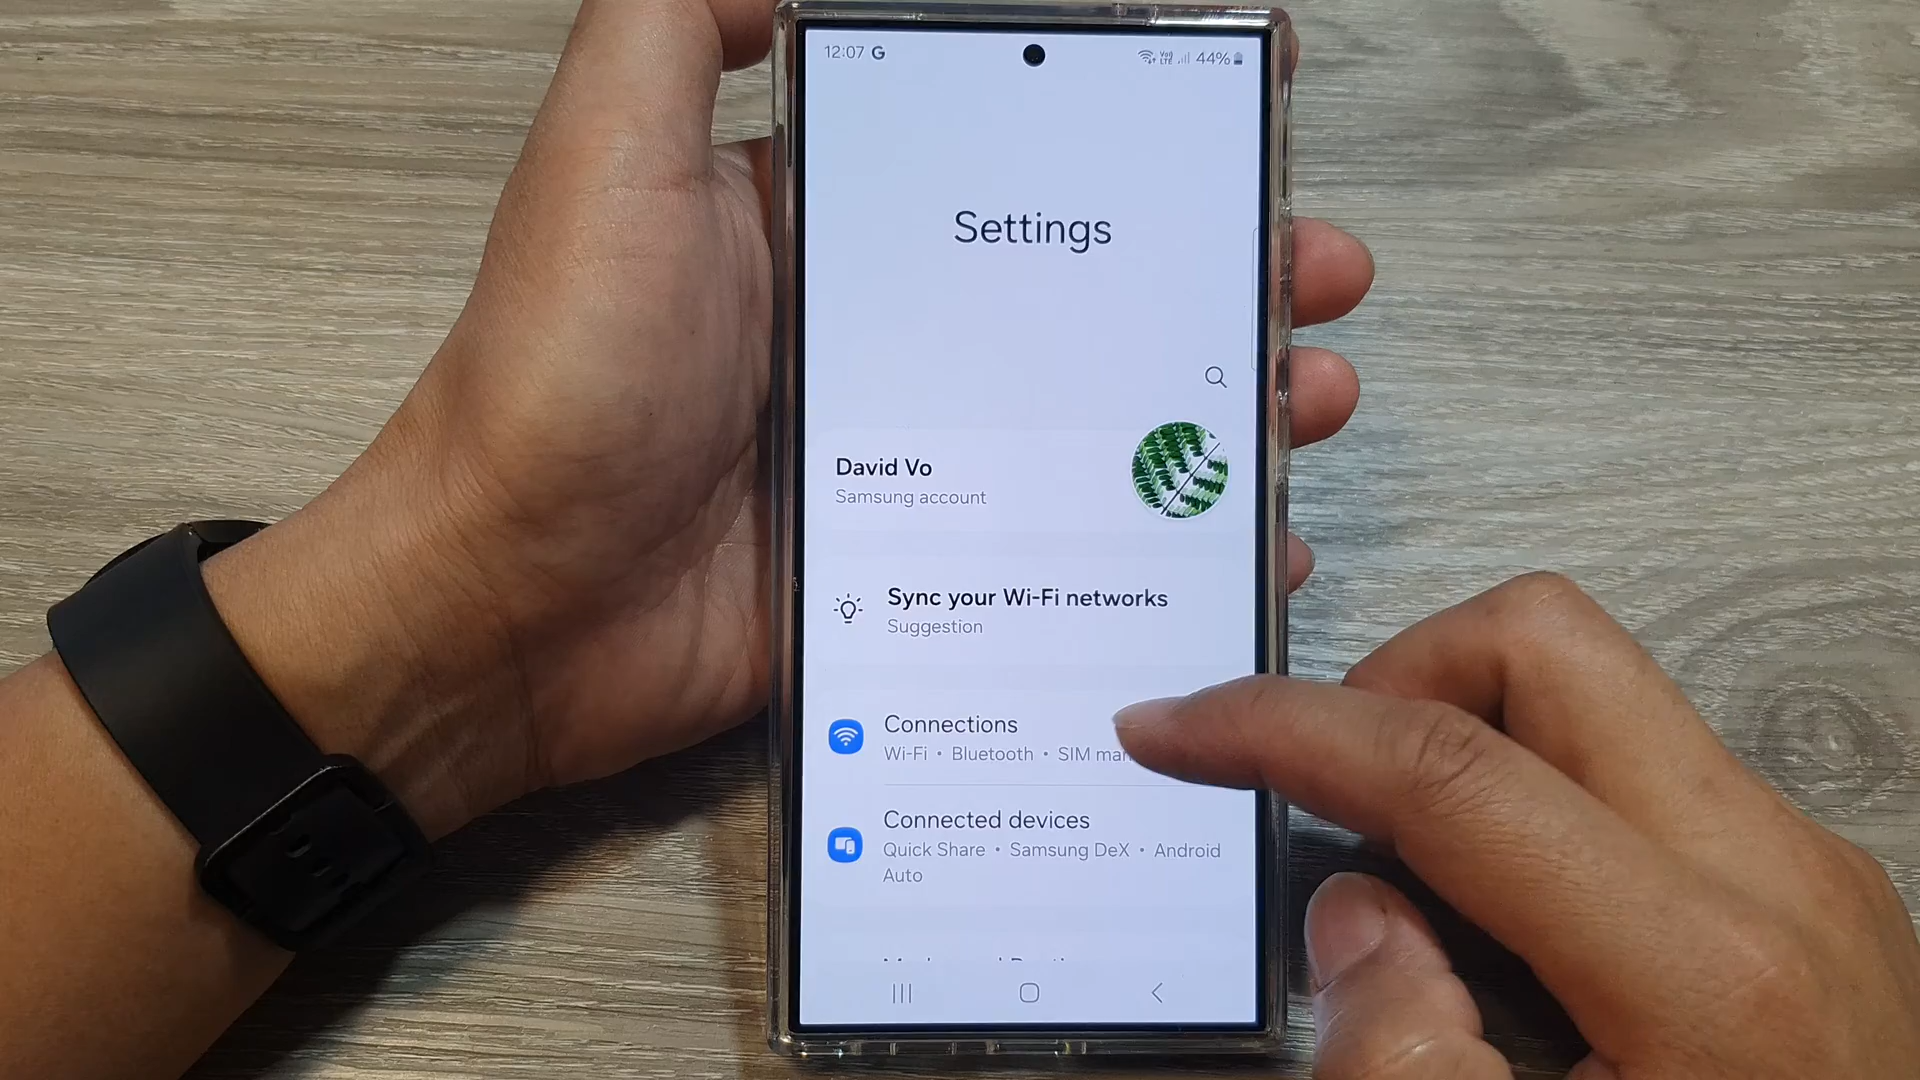 12:07 G
44%
Settings
David Vo
Samsung account
Sync your Wi-Fi networks
Suggestion
Connections
Wi-Fi • Bluetooth • SIM
Connected devices
Quick Share • Samsung DeX • Android
Auto